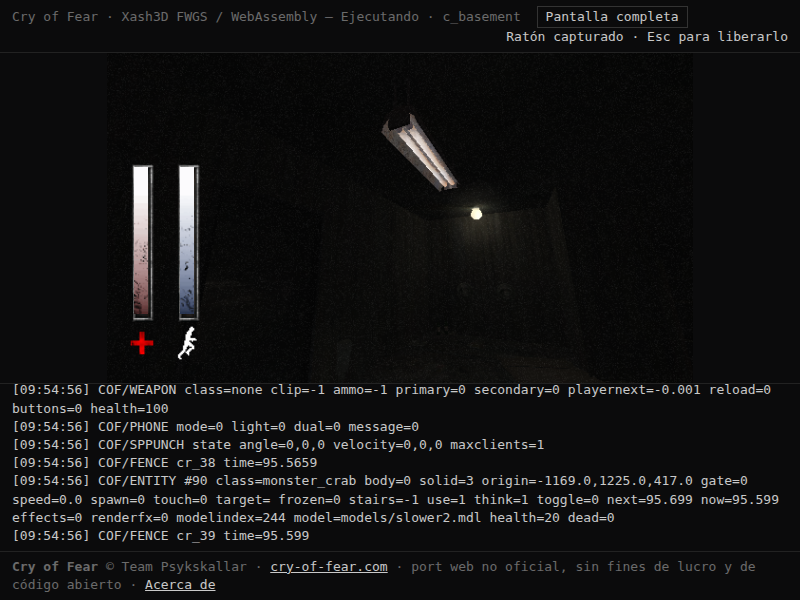 Cry of Fear · Xash3D FWGS / WebAssembly — Ejecutando · c_basement
Pantalla completa
Ratón capturado · Esc para liberarlo
[09:54:56] COF/WEAPON class=none clip=-1 ammo=-1 primary=0 secondary=0 playernext=-0.001 reload=0
buttons=0 health=100
[09:54:56] COF/PHONE mode=0 light=0 dual=0 message=0
[09:54:56] COF/SPPUNCH state angle=0,0,0 velocity=0,0,0 maxclients=1
[09:54:56] COF/FENCE cr_38 time=95.5659
[09:54:56] COF/ENTITY #90 class=monster_crab body=0 solid=3 origin=-1169.0,1225.0,417.0 gate=0
speed=0.0 spawn=0 touch=0 target= frozen=0 stairs=-1 use=1 think=1 toggle=0 next=95.699 now=95.599
effects=0 renderfx=0 modelindex=244 model=models/slower2.mdl health=20 dead=0
[09:54:56] COF/FENCE cr_39 time=95.599
Cry of Fear © Team Psykskallar · cry-of-fear.com · port web no oficial, sin fines de lucro y de
código abierto · Acerca de